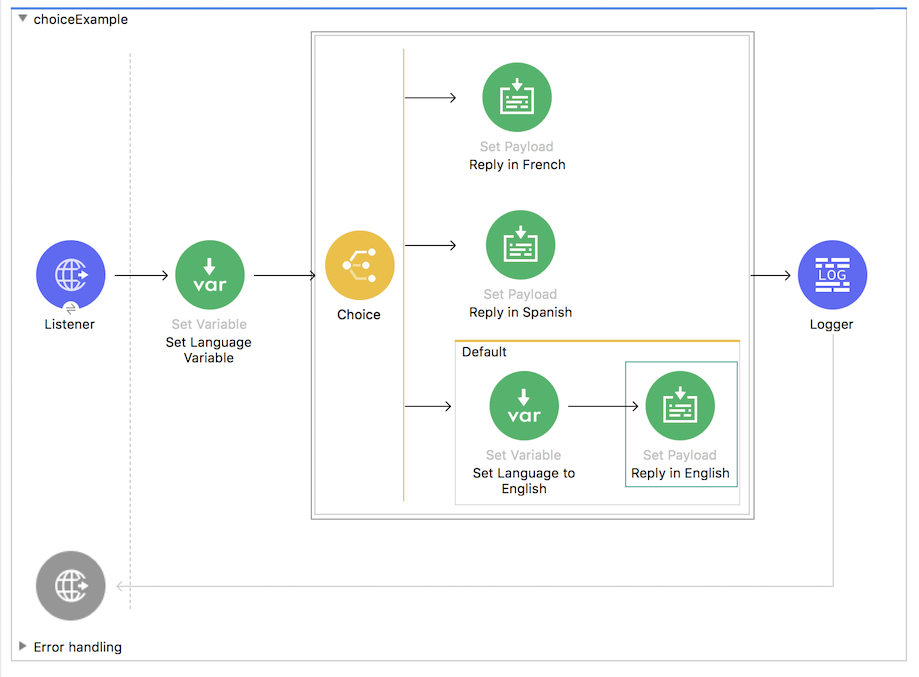 choiceExample
Set Payload
Reply in French
Set Payload
Reply in Spanish
Listener
var
Set Variable
Set Language
Variable
Choice
LOG
Logger
Default
var
Set Variable
Set Language to
English
Set Payload
Reply in English
Error handling